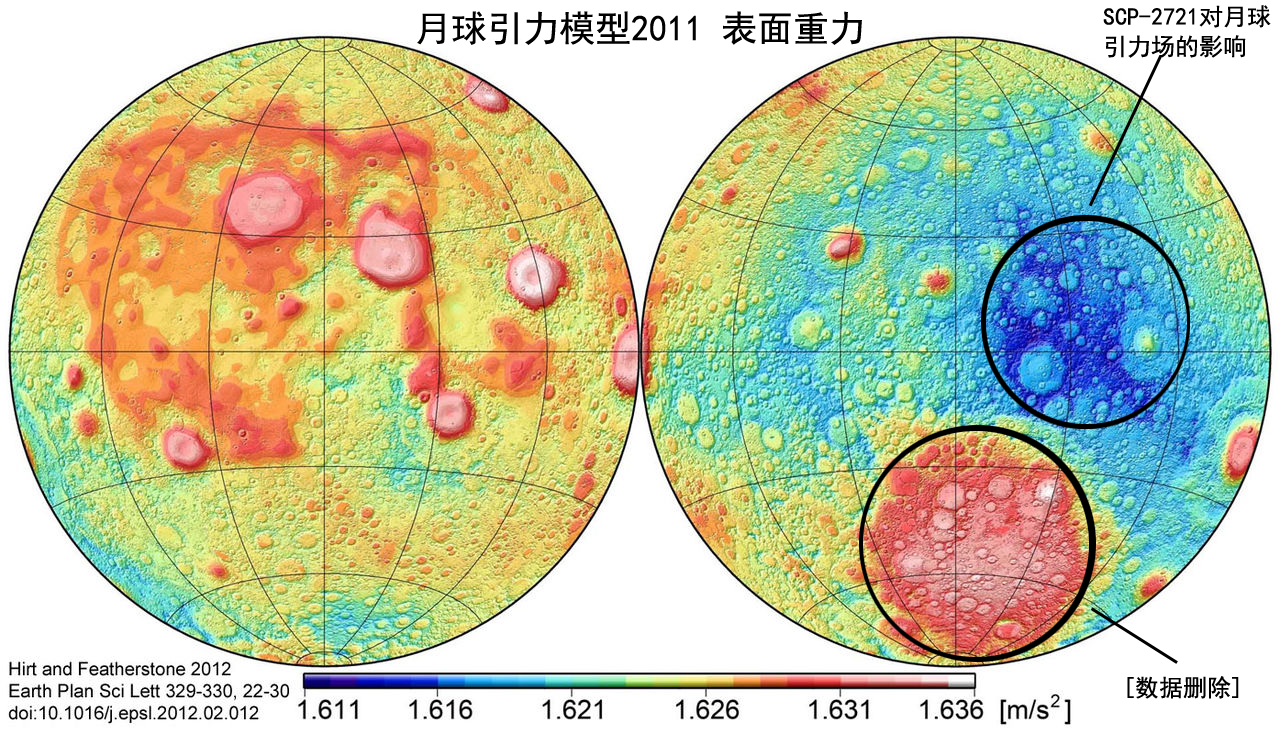 月球引力模型2011 表面重力
SCP-2721对月球
引力场的影响
[数据删除]
Hirt and Featherstone 2012
Earth Plan Sci Lett 329-330, 22-30
doi:10.1016/j.epsl.2012.02.012
1.611 1.616 1.621 1.626 1.631 1.636 [m/s²]